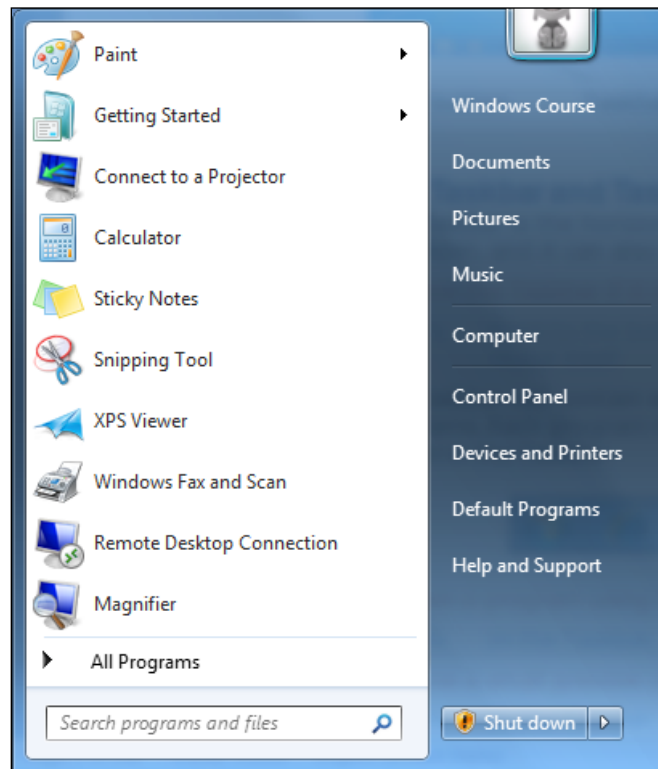 Paint
Getting Started
Connect to a Projector
Calculator
Sticky Notes
Snipping Tool
XPS Viewer
Windows Fax and Scan
Remote Desktop Connection
Magnifier
All Programs
Search programs and files
Windows Course
Documents
Pictures
Music
Computer
Control Panel
Devices and Printers
Default Programs
Help and Support
Shut down